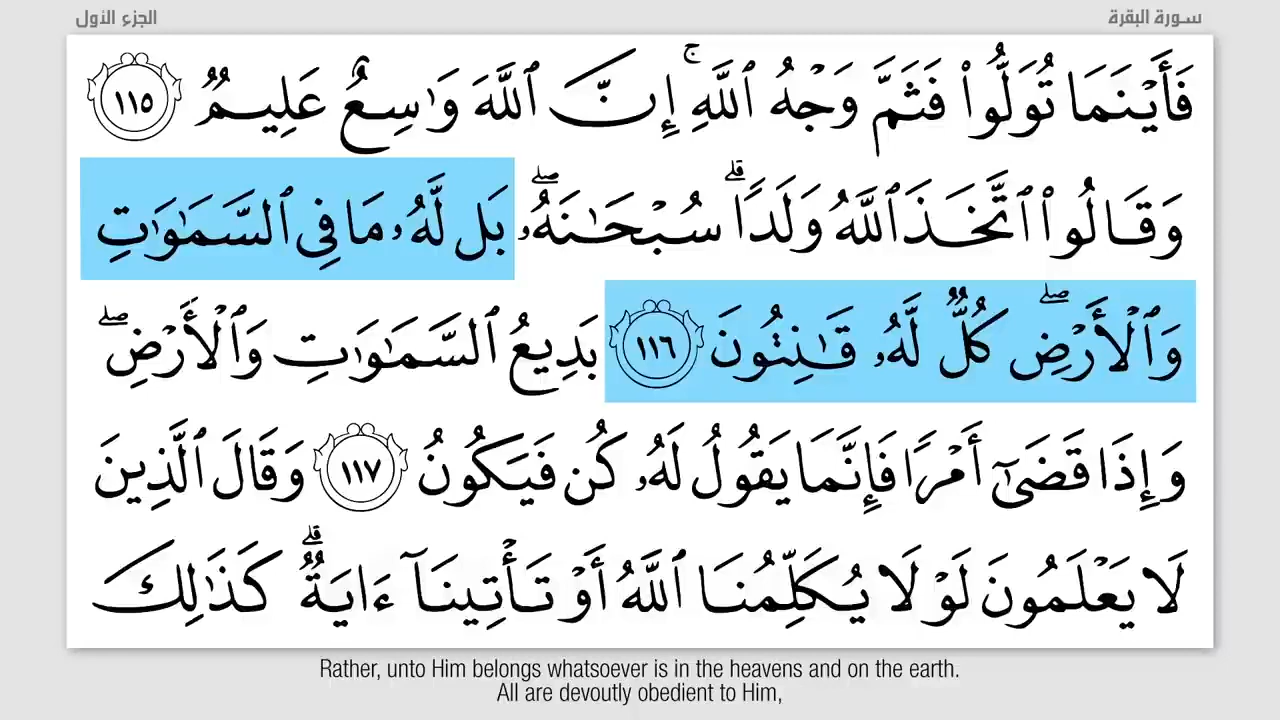 سورة البقرة
الجزء الأول
فَأَيْنَمَا تُوَلُّوا۟ فَثَمَّ وَجْهُ ٱللَّهِ ۚ إِنَّ ٱللَّهَ وَٰسِعٌ عَلِيمٌ ١١٥
وَقَالُوا۟ ٱتَّخَذَ ٱللَّهُ وَلَدًا ۗ سُبْحَـٰنَهُۥ ۖ بَل لَّهُۥ مَا فِى ٱلسَّمَـٰوَٰتِ
وَٱلْأَرْضِ ۖ كُلٌّ لَّهُۥ قَـٰنِتُونَ ١١٦ بَدِيعُ ٱلسَّمَـٰوَٰتِ وَٱلْأَرْضِ ۖ
وَإِذَا قَضَىٰٓ أَمْرًا فَإِنَّمَا يَقُولُ لَهُۥ كُن فَيَكُونُ ١١٧ وَقَالَ ٱلَّذِينَ
لَا يَعْلَمُونَ لَوْلَا يُكَلِّمُنَا ٱللَّهُ أَوْ تَأْتِينَآ ءَايَةٌ ۗ كَذَٰلِكَ
Rather, unto Him belongs whatsoever is in the heavens and on the earth.
All are devoutly obedient to Him,